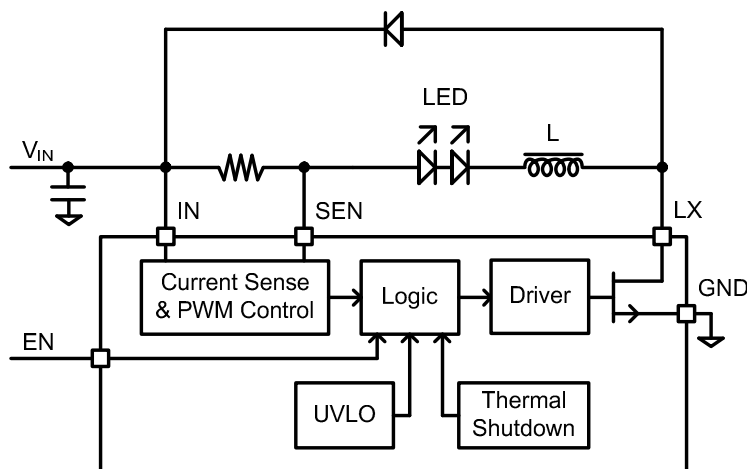 LED
L
VIN
IN
SEN
LX
Current Sense
& PWM Control
Logic
Driver
GND
EN
UVLO
Thermal
Shutdown